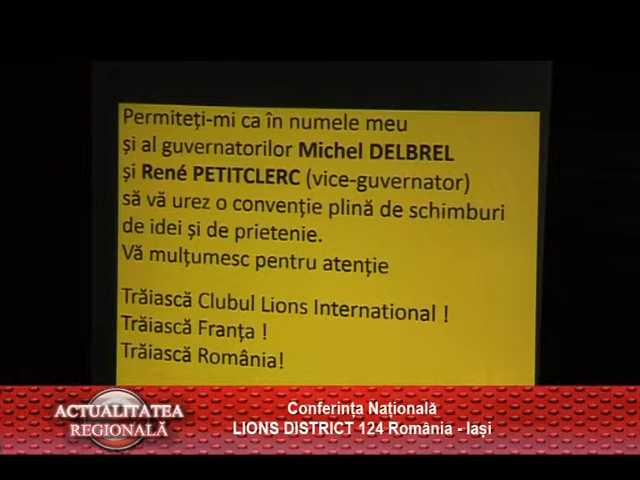 Permiteți-mi ca în numele meu
și al guvernatorilor Michel DELBREL
și René PETITCLERC (vice-guvernator)
să vă urez o convenție plină de schimburi
de idei și de prietenie.
Vă mulțumesc pentru atenție
Trăiască Clubul Lions International !
Trăiască Franța !
Trăiască România!
ACTUALITATEA
REGIONALĂ
Conferința Națională
LIONS DISTRICT 124 România - Iași